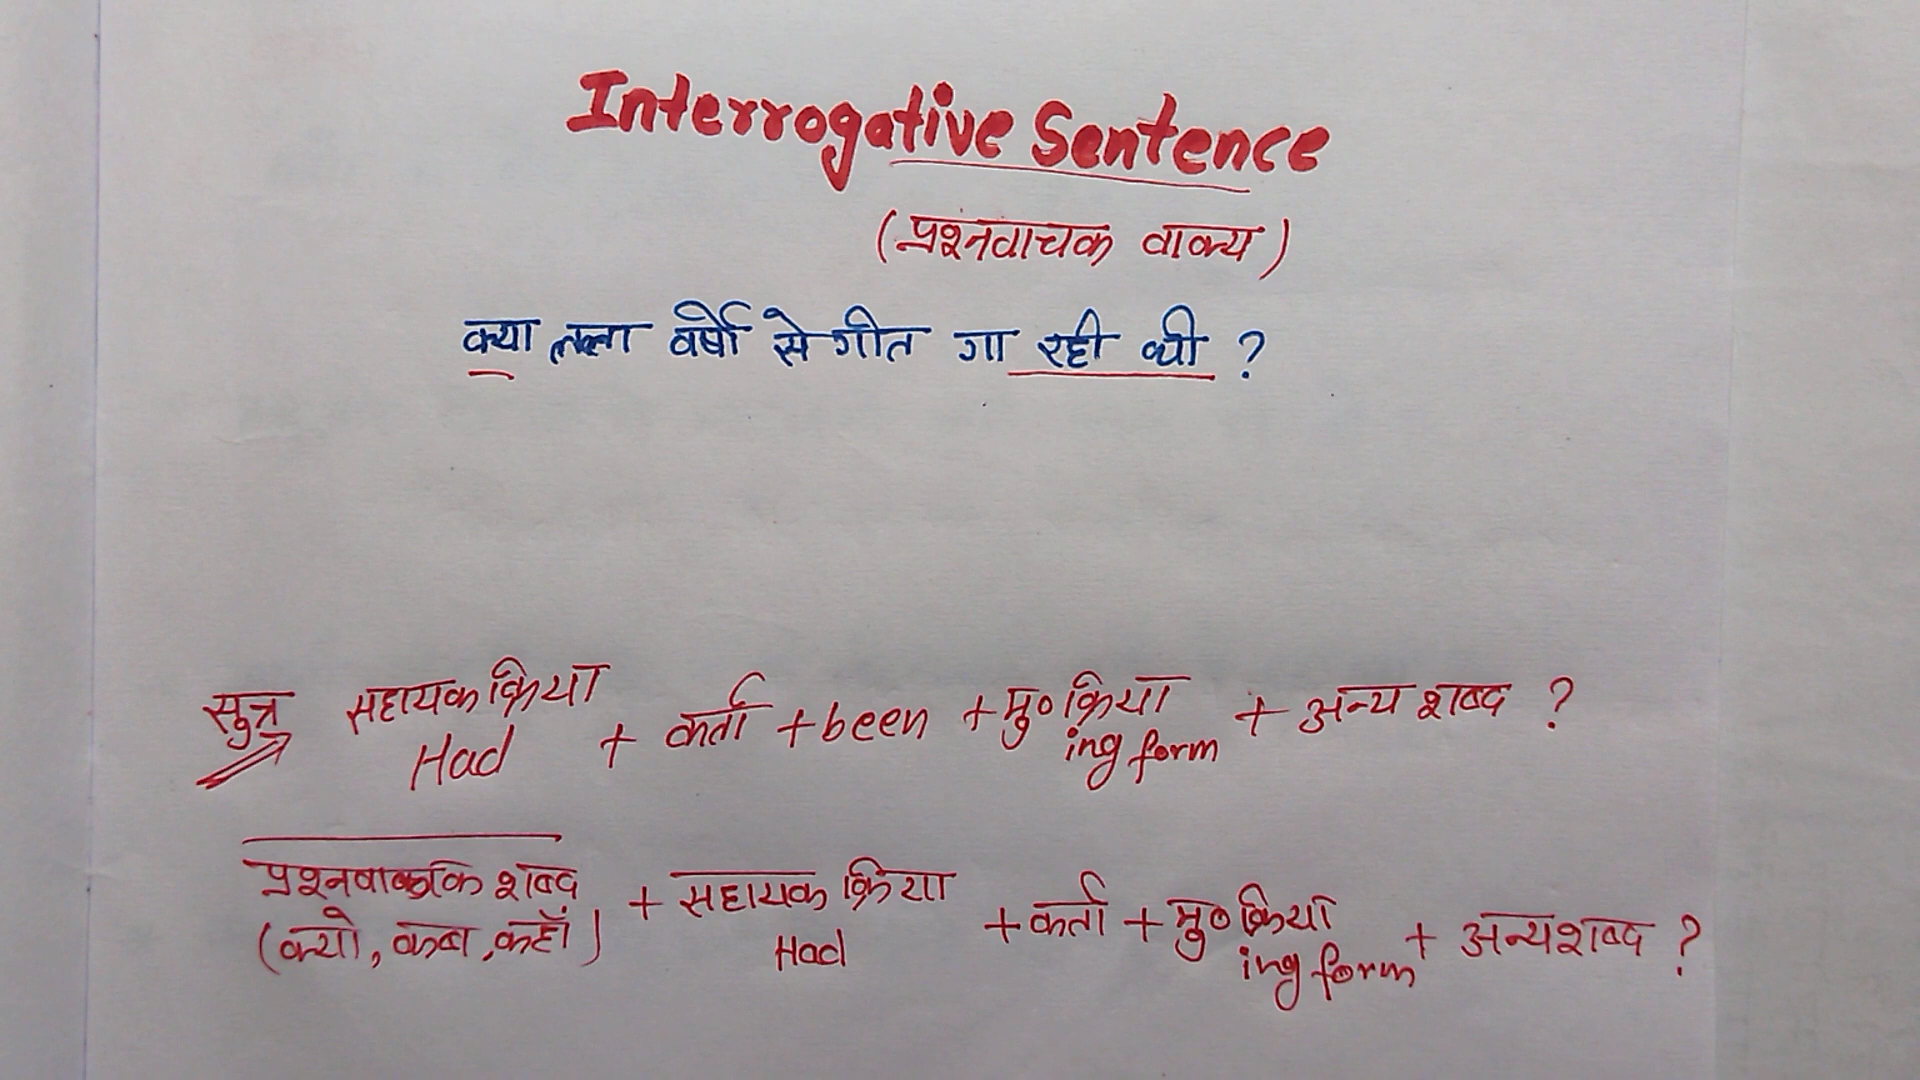 Interrogative Sentence
(प्रश्नवाचक वाक्य)
क्या लता वर्षो से गीत गा रही थी ?
सुत्र सहायक क्रिया Had + कर्ता + been + मु० क्रिया ing form + अन्य शब्द ?
प्रश्नवाचक शब्द (क्यो, कब, कहाँ) + सहायक क्रिया Had + कर्ता + मु० क्रिया ing form + अन्य शब्द ?